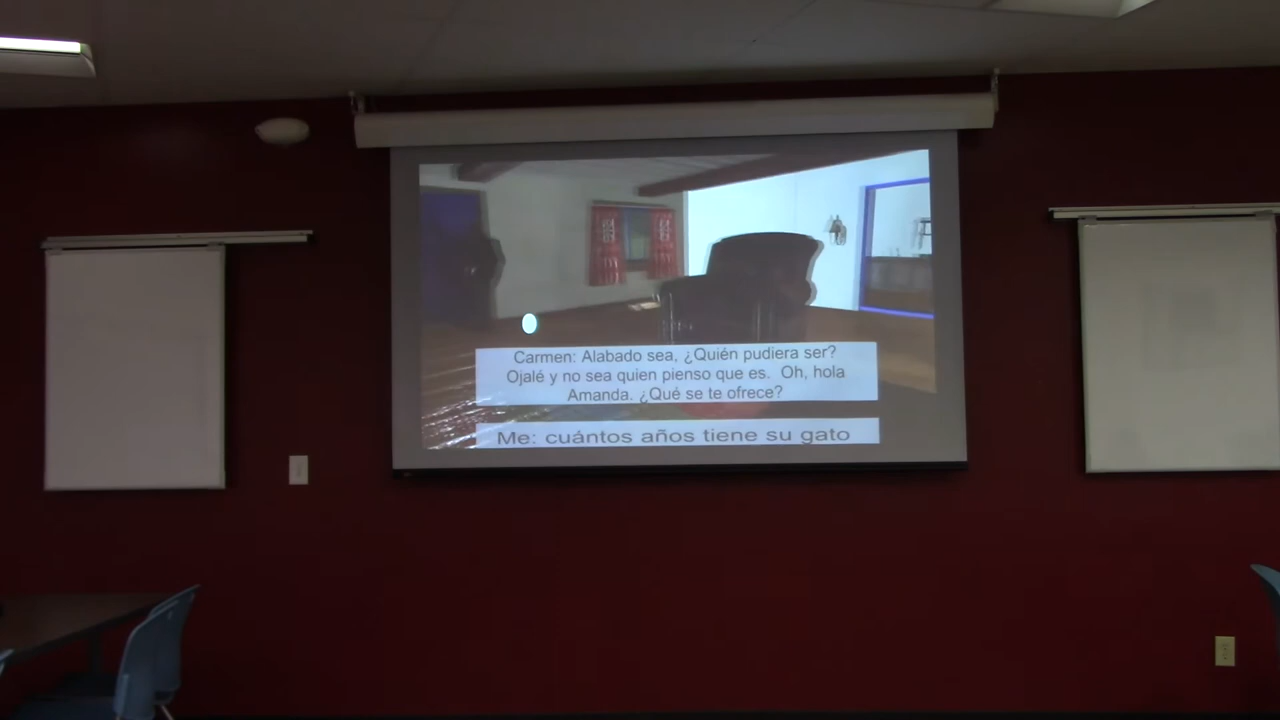 Carmen: Alabado sea, ¿Quién pudiera ser?
Ojalé y no sea quien pienso que es. Oh, hola
Amanda. ¿Qué se te ofrece?
Me: cuántos años tiene su gato